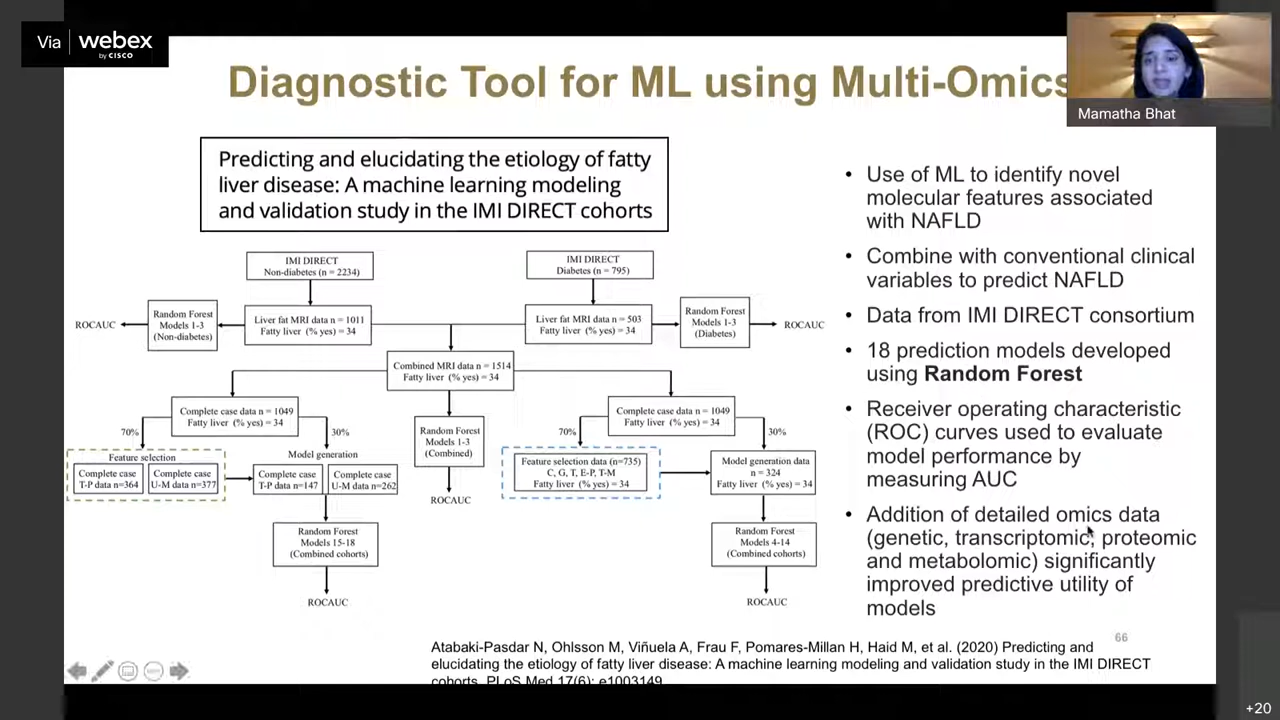 Via webex
by CISCO
Mamatha Bhat
Diagnostic Tool for ML using Multi-Omics
Predicting and elucidating the etiology of fatty
liver disease: A machine learning modeling
and validation study in the IMI DIRECT cohorts
IMI DIRECT
Non-diabetes (n = 2234)
IMI DIRECT
Diabetes (n = 795)
ROCAUC
Random Forest
Models 1-3
(Non-diabetes)
Liver fat MRI data n = 1011
Fatty liver (% yes) = 34
Liver fat MRI data n = 503
Fatty liver (% yes) = 34
Random Forest
Models 1-3
(Diabetes)
ROCAUC
Combined MRI data n = 1514
Fatty liver (% yes) = 34
Complete case data n = 1049
Fatty liver (% yes) = 34
Random Forest
Models 1-3
(Combined)
ROCAUC
Complete case data n = 1049
Fatty liver (% yes) = 34
70%
30%
70%
30%
Feature selection
Complete case
T-P data n=364
Complete case
U-M data n=377
Model generation
Complete case
T-P data n=147
Complete case
U-M data n=262
Feature selection data (n=735)
C, G, T, E-P, T-M
Fatty liver (% yes) = 34
Model generation data
n = 324
Fatty liver (% yes) = 34
Random Forest
Models 15-18
(Combined cohorts)
Random Forest
Models 4-14
(Combined cohorts)
ROCAUC
ROCAUC
• Use of ML to identify novel
molecular features associated
with NAFLD
• Combine with conventional clinical
variables to predict NAFLD
• Data from IMI DIRECT consortium
• 18 prediction models developed
using Random Forest
• Receiver operating characteristic
(ROC) curves used to evaluate
model performance by
measuring AUC
• Addition of detailed omics data
(genetic, transcriptomic, proteomic
and metabolomic) significantly
improved predictive utility of
models
66
Atabaki-Pasdar N, Ohlsson M, Viñuela A, Frau F, Pomares-Millan H, Haid M, et al. (2020) Predicting and
elucidating the etiology of fatty liver disease: A machine learning modeling and validation study in the IMI DIRECT
cohorts. PLoS Med 17(6): e1003149
+20